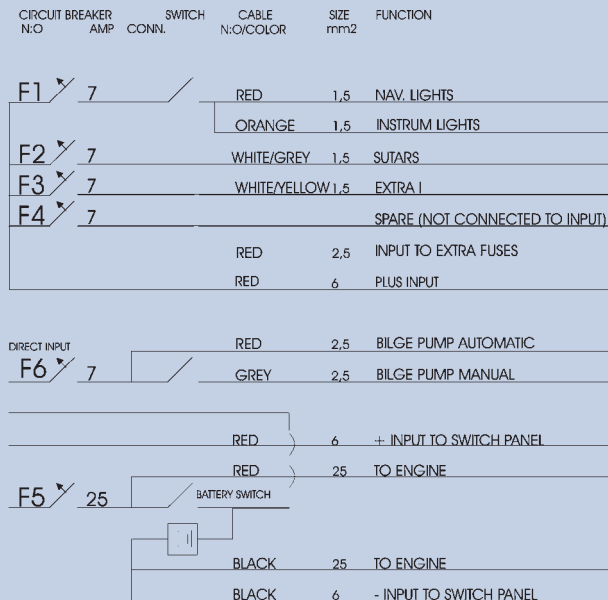 CIRCUIT BREAKER SWITCH CABLE SIZE FUNCTION
N:O AMP CONN. N:O/COLOR mm2
F1 7 RED 1,5 NAV. LIGHTS
ORANGE 1,5 INSTRUM LIGHTS
F2 7 WHITE/GREY 1,5 SUTARS
F3 7 WHITE/YELLOW 1,5 EXTRA I
F4 7 SPARE (NOT CONNECTED TO INPUT)
RED 2,5 INPUT TO EXTRA FUSES
RED 6 PLUS INPUT
DIRECT INPUT RED 2,5 BILGE PUMP AUTOMATIC
F6 7 GREY 2,5 BILGE PUMP MANUAL
RED 6 + INPUT TO SWITCH PANEL
RED 25 TO ENGINE
F5 25 BATTERY SWITCH
BLACK 25 TO ENGINE
BLACK 6 - INPUT TO SWITCH PANEL